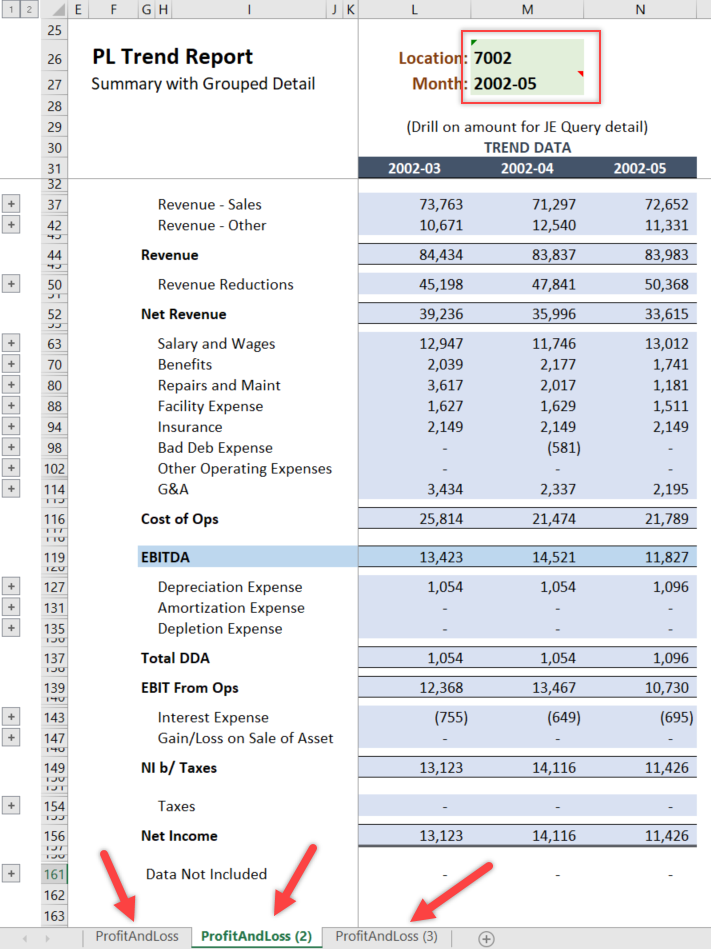 1 2 E F G H I J K L M N
25
26 PL Trend Report Location: 7002
27 Summary with Grouped Detail Month: 2002-05
28
29 (Drill on amount for JE Query detail)
30 TREND DATA
31 2002-03 2002-04 2002-05
32
+ 37 Revenue - Sales 73,763 71,297 72,652
+ 42 Revenue - Other 10,671 12,540 11,331
44 Revenue 84,434 83,837 83,983
+ 50 Revenue Reductions 45,198 47,841 50,368
52 Net Revenue 39,236 35,996 33,615
+ 63 Salary and Wages 12,947 11,746 13,012
+ 70 Benefits 2,039 2,177 1,741
+ 80 Repairs and Maint 3,617 2,017 1,181
+ 88 Facility Expense 1,627 1,629 1,511
+ 94 Insurance 2,149 2,149 2,149
+ 98 Bad Deb Expense - (581) -
+ 102 Other Operating Expenses - - -
+ 114 G&A 3,434 2,337 2,195
116 Cost of Ops 25,814 21,474 21,789
119 EBITDA 13,423 14,521 11,827
+ 127 Depreciation Expense 1,054 1,054 1,096
+ 131 Amortization Expense - - -
+ 135 Depletion Expense - - -
137 Total DDA 1,054 1,054 1,096
139 EBIT From Ops 12,368 13,467 10,730
+ 143 Interest Expense (755) (649) (695)
+ 147 Gain/Loss on Sale of Asset - - -
149 NI b/ Taxes 13,123 14,116 11,426
+ 154 Taxes - - -
156 Net Income 13,123 14,116 11,426
+ 161 Data Not Included - - -
162
163
ProfitAndLoss ProfitAndLoss (2) ProfitAndLoss (3)